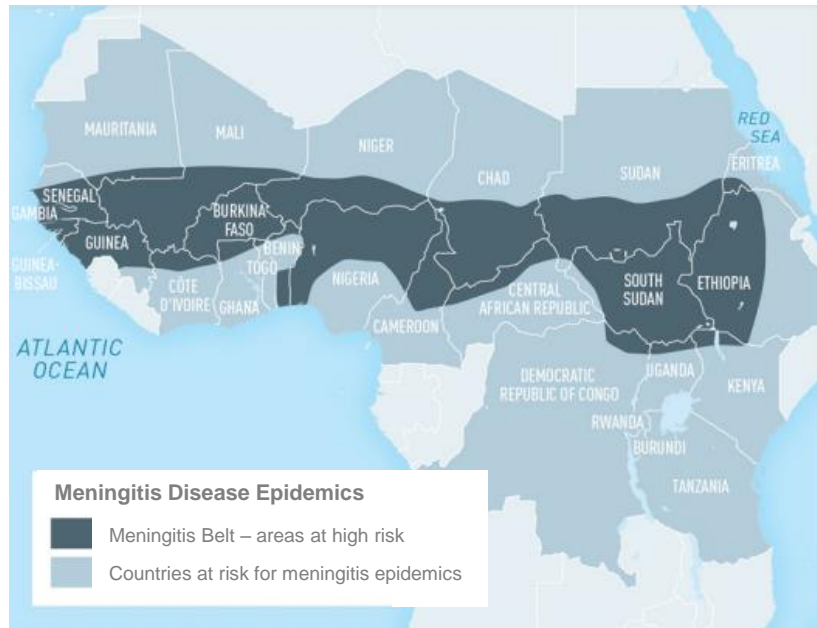 RED
SEA
MAURITANIA
MALI
NIGER
CHAD
SUDAN
ERITREA
SENEGAL
GAMBIA
BURKINA
FASO
GUINEA
GUINEA-
BISSAU
BENIN
TOGO
CÔTE
D'IVOIRE
GHANA
NIGERIA
CAMEROON
CENTRAL
AFRICAN REPUBLIC
SOUTH
SUDAN
ETHIOPIA
ATLANTIC
OCEAN
DEMOCRATIC
REPUBLIC OF CONGO
UGANDA
KENYA
RWANDA
BURUNDI
TANZANIA
Meningitis Disease Epidemics
Meningitis Belt – areas at high risk
Countries at risk for meningitis epidemics